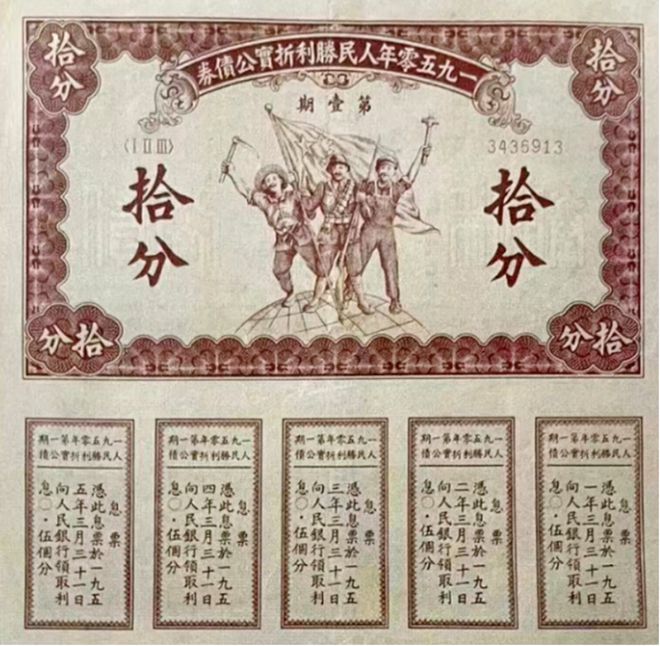 一九五零年人民勝利折實公債券
拾分
拾分
第壹期
〈I II III〉
3436913
拾分
拾分
拾分
拾分
一九五零年第一期
人民勝利折實公債
息票
憑此息票於一九五
一年三月三十一日
向人民銀行領取利
息〇·伍個分
一九五零年第一期
人民勝利折實公債
息票
憑此息票於一九五
二年三月三十一日
向人民銀行領取利
息〇·伍個分
一九五零年第一期
人民勝利折實公債
息票
憑此息票於一九五
三年三月三十一日
向人民銀行領取利
息〇·伍個分
一九五零年第一期
人民勝利折實公債
息票
憑此息票於一九五
四年三月三十一日
向人民銀行領取利
息〇·伍個分
一九五零年第一期
人民勝利折實公債
息票
憑此息票於一九五
五年三月三十一日
向人民銀行領取利
息〇·伍個分